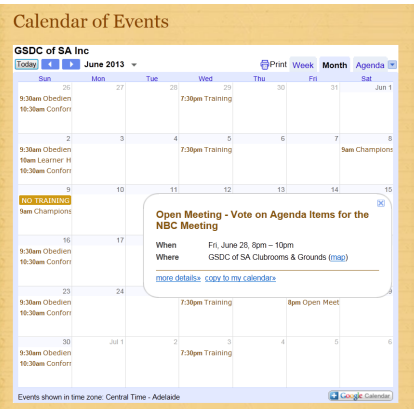 Calendar of Events
GSDC of SA Inc
Today June 2013 Print Week Month Agenda
Sun Mon Tue Wed Thu Fri Sat
26 27 28 29 30 31 Jun 1
9:30am Obedien 7:30pm Training
10:30am Conforr
2 3 4 5 6 7 8
9:30am Obedien 7:30pm Training 9am Champions
10am Learner H
10:30am Conforr
9 10 11 12 13 14 15
NO TRAINING
9am Champions
Open Meeting - Vote on Agenda Items for the
NBC Meeting
When Fri, June 28, 8pm – 10pm
Where GSDC of SA Clubrooms & Grounds (map)
more details» copy to my calendar»
16 17
9:30am Obedien
10:30am Conforr
23 24 9
9:30am Obedien 7:30pm Training 8pm Open Meet
10:30am Conforr
30 Jul 1 2 3 4 5 6
9:30am Obedien 7:30pm Training
10:30am Conforr
Events shown in time zone: Central Time - Adelaide
Google Calendar